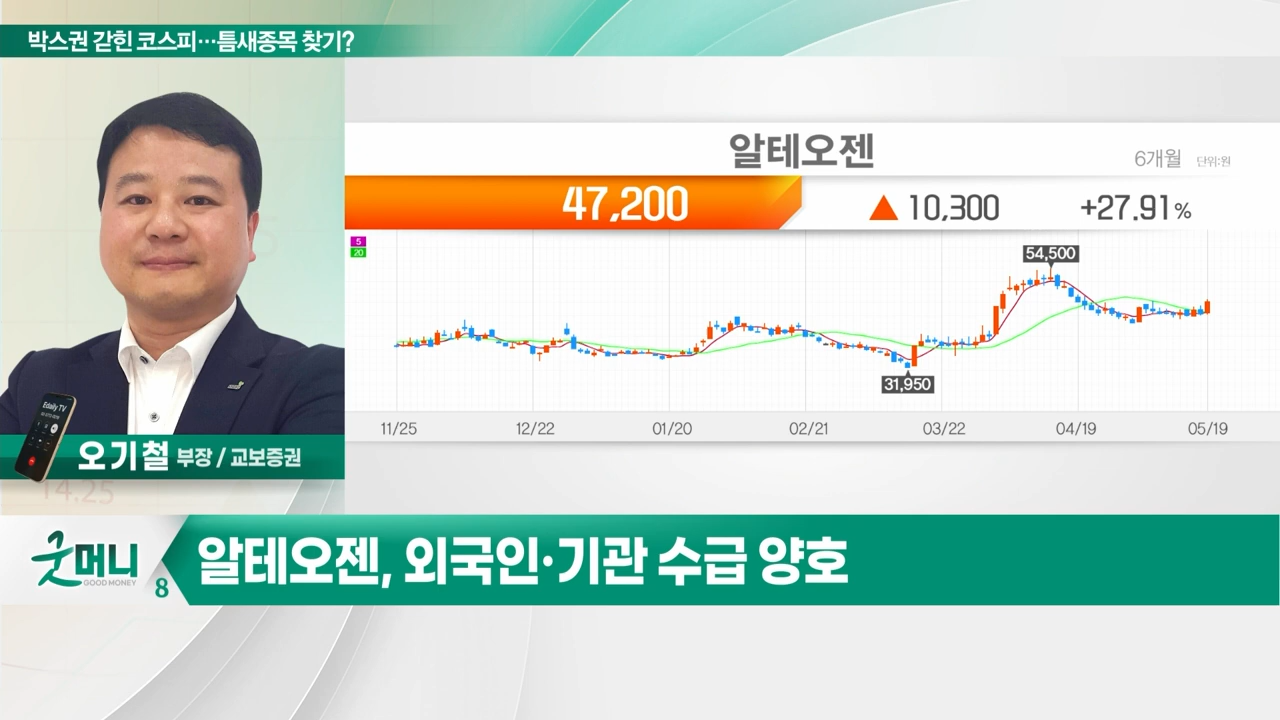 박스권 갇힌 코스피…틈새종목 찾기?
알테오젠
6개월 단위:원
47,200 ▲ 10,300 +27.91%
5
20
54,500
31,950
11/25 12/22 01/20 02/21 03/22 04/19 05/19
Edaily TV
오기철 부장 / 교보증권
14.25
굿머니
GOOD MONEY
8
알테오젠, 외국인·기관 수급 양호